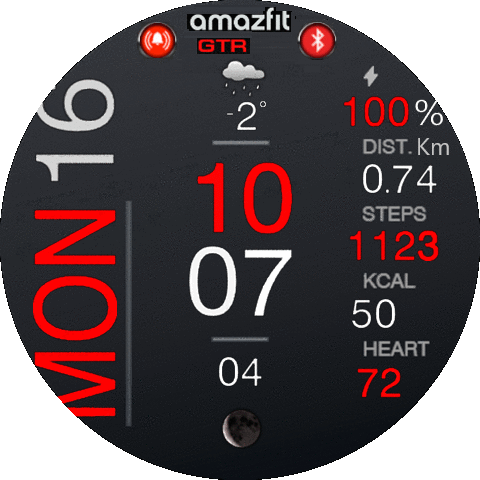 amazfit
GTR
MON 16
-2°
10
07
04
100%
DIST. Km
0.74
STEPS
1123
KCAL
50
HEART
72